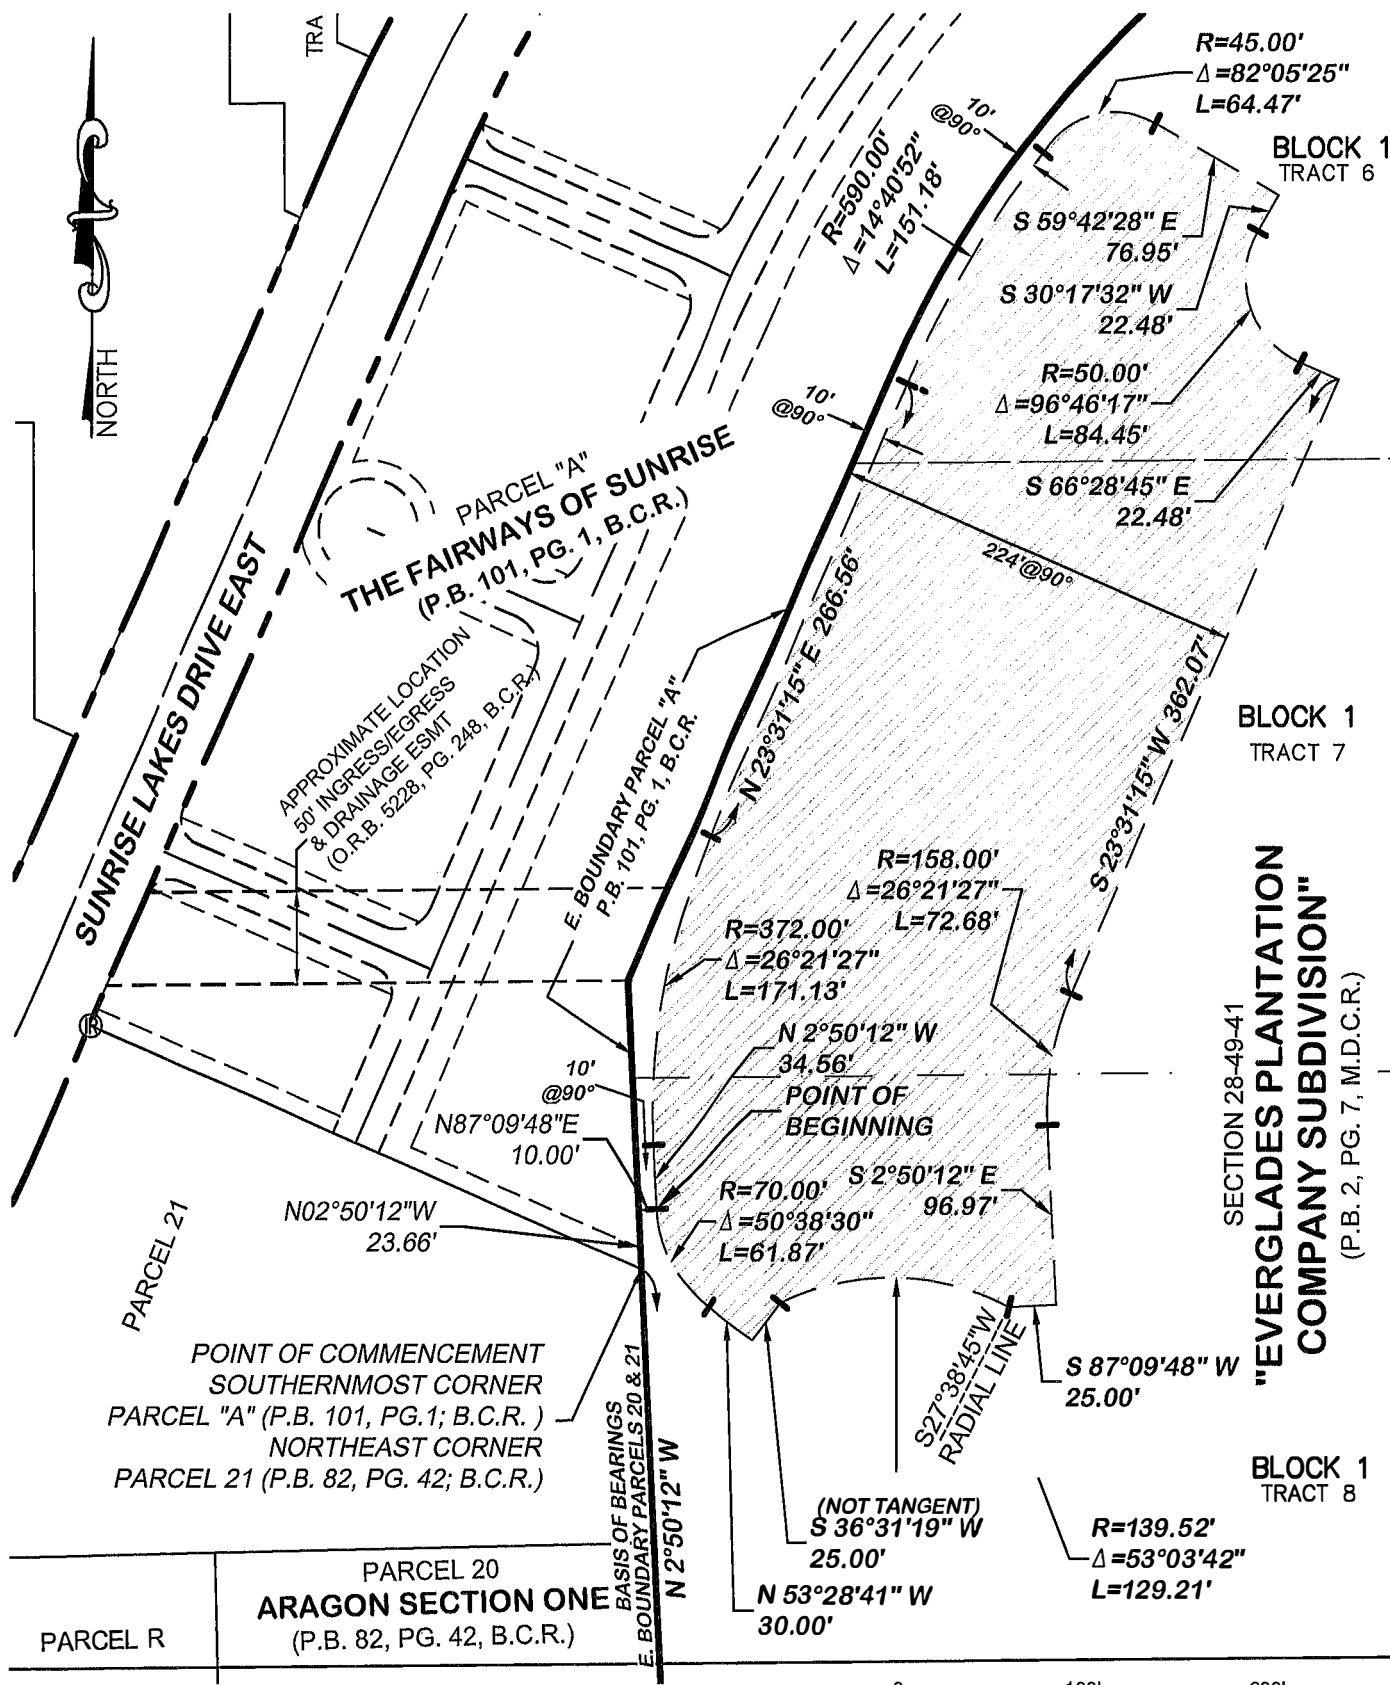 TRA
NORTH
R=45.00'
Δ=82°05'25"
L=64.47'
BLOCK 1
TRACT 6
10'
@90°
R=590.00'
Δ=14°40'52"
L=151.18'
S 59°42'28" E
76.95'
S 30°17'32" W
22.48'
R=50.00'
Δ=96°46'17"
L=84.45'
10'
@90°
S 66°28'45" E
22.48'
PARCEL "A"
THE FAIRWAYS OF SUNRISE
(P.B. 101, PG. 1, B.C.R.)
224'@90°
SUNRISE LAKES DRIVE EAST
APPROXIMATE LOCATION
50' INGRESS/EGRESS
& DRAINAGE ESMT
(O.R.B. 5228, PG. 248, B.C.R.)
E. BOUNDARY PARCEL "A"
P.B. 101, PG. 1, B.C.R.
N 23°31'15" E 266.56'
S 23°31'15" W 362.07'
BLOCK 1
TRACT 7
R=158.00'
Δ=26°21'27"
L=72.68'
R=372.00'
Δ=26°21'27"
L=171.13'
N 2°50'12" W
34.56'
POINT OF
BEGINNING
10'
@90°
N87°09'48"E
10.00'
IR
R=70.00'
Δ=50°38'30"
L=61.87'
S 2°50'12" E
96.97'
N02°50'12"W
23.66'
PARCEL 21
SECTION 28-49-41
"EVERGLADES PLANTATION
COMPANY SUBDIVISION"
(P.B. 2, PG. 7, M.D.C.R.)
POINT OF COMMENCEMENT
SOUTHERNMOST CORNER
PARCEL "A" (P.B. 101, PG.1; B.C.R. )
NORTHEAST CORNER
PARCEL 21 (P.B. 82, PG. 42; B.C.R.)
BASIS OF BEARINGS
E. BOUNDARY PARCELS 20 & 21
N 2°50'12" W
S27°38'45"W
RADIAL LINE
S 87°09'48" W
25.00'
BLOCK 1
TRACT 8
(NOT TANGENT)
S 36°31'19" W
25.00'
N 53°28'41" W
30.00'
R=139.52'
Δ=53°03'42"
L=129.21'
PARCEL 20
ARAGON SECTION ONE
(P.B. 82, PG. 42, B.C.R.)
PARCEL R